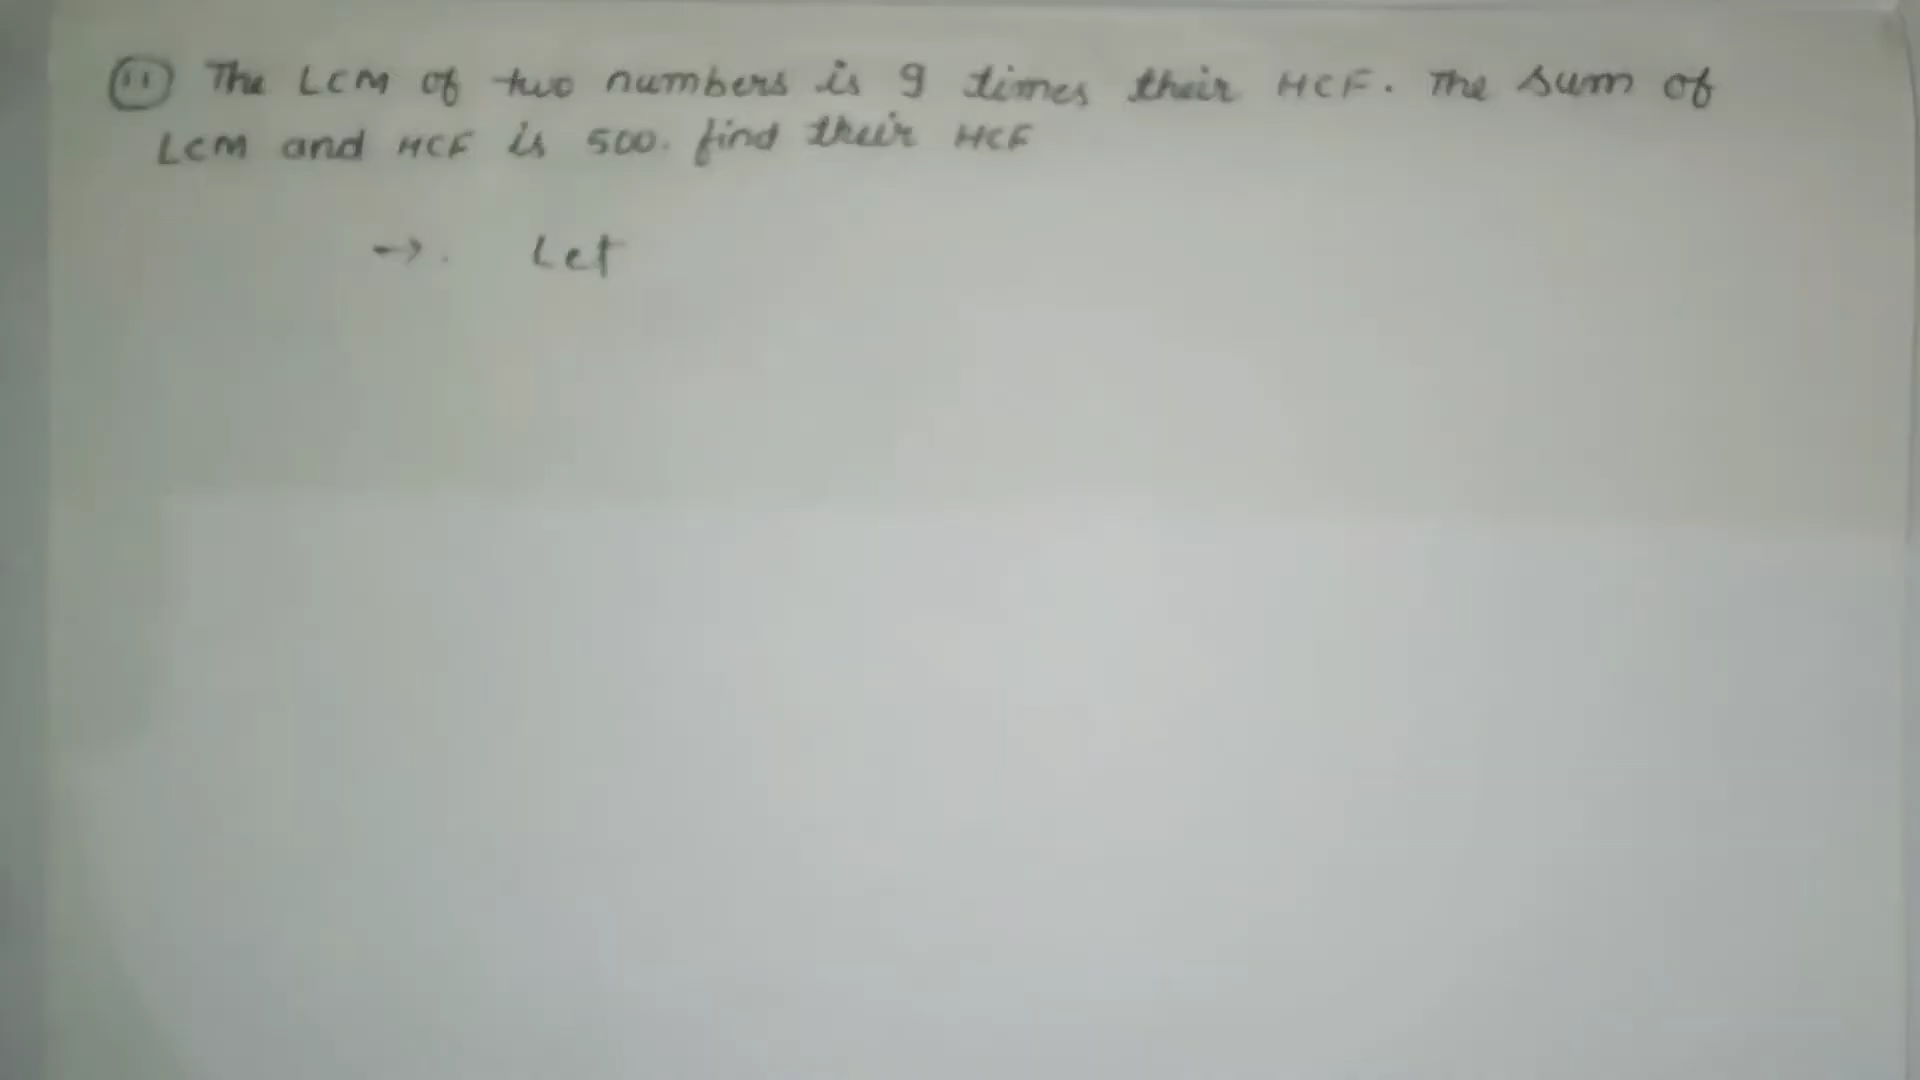 11 The LCM of two numbers is 9 times their HCF. The sum of
LCM and HCF is 500. find their HCF
→. Let